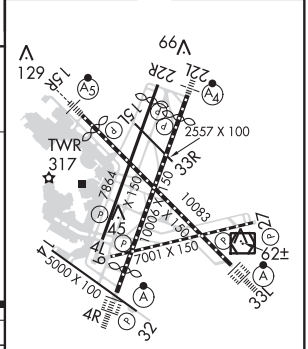 129
15R
A5
99
22R
22L
A4
15L
P
P
P
2557 X 100
33R
TWR
317
7864 X 150
10083 X 150
P
45
4L
9
P
7001 X 150
P
27
P
62±
33L
A
14
5000 X 100
4R
P
32
A